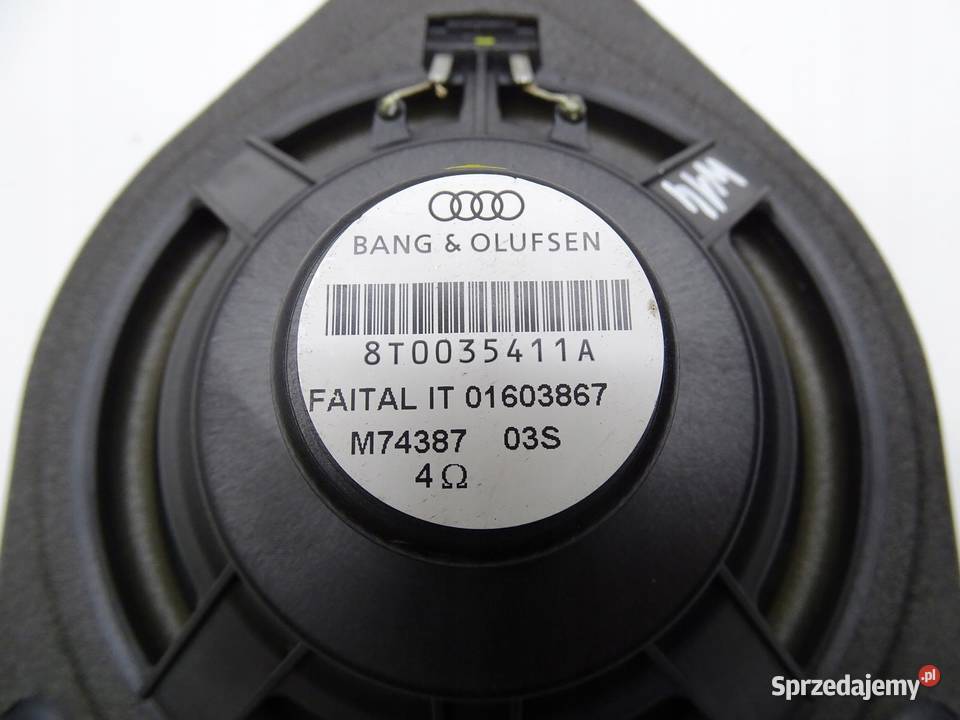 BANG & OLUFSEN
8T0035411A
FAITAL IT 01603867
M74387 03S
4Ω
Sprzedajemy.pl